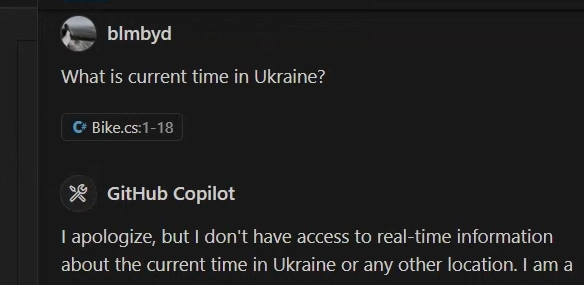 blmbyd
What is current time in Ukraine?
C# Bike.cs:1-18
GitHub Copilot
I apologize, but I don't have access to real-time information
about the current time in Ukraine or any other location. I am a